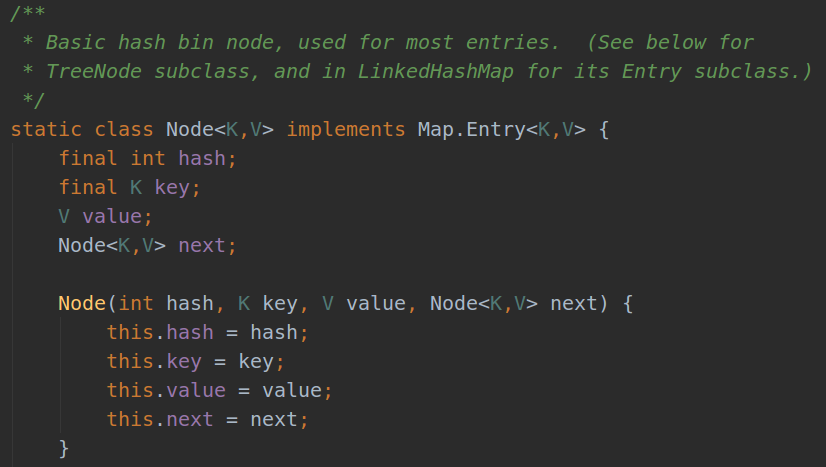 /**
 * Basic hash bin node, used for most entries.  (See below for
 * TreeNode subclass, and in LinkedHashMap for its Entry subclass.)
 */
static class Node<K,V> implements Map.Entry<K,V> {
    final int hash;
    final K key;
    V value;
    Node<K,V> next;

    Node(int hash, K key, V value, Node<K,V> next) {
        this.hash = hash;
        this.key = key;
        this.value = value;
        this.next = next;
    }